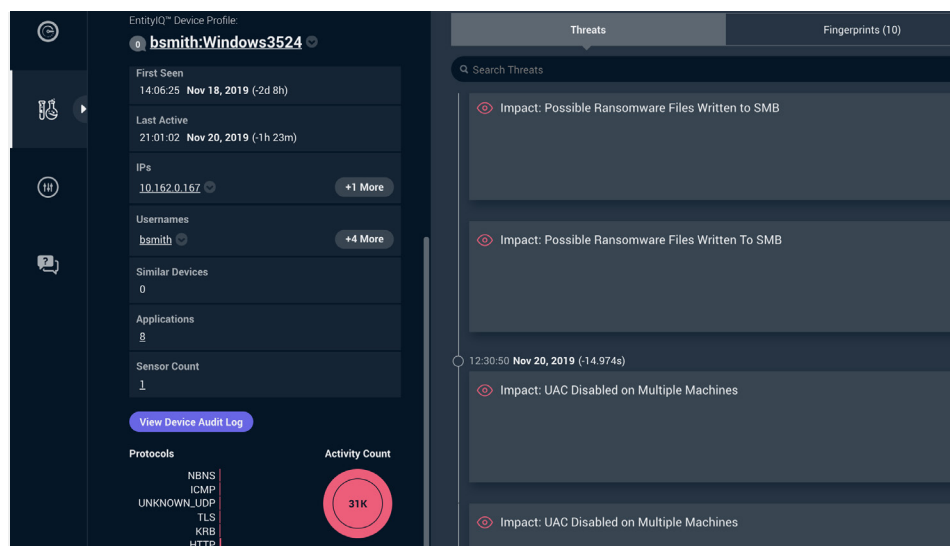 EntityIQ™ Device Profile:
0 bsmith:Windows3524
First Seen
14:06:25 Nov 18, 2019 (-2d 8h)
Last Active
21:01:02 Nov 20, 2019 (-1h 23m)
IPs
10.162.0.167 +1 More
Usernames
bsmith +4 More
Similar Devices
0
Applications
8
Sensor Count
1
View Device Audit Log
Protocols Activity Count
NBNS
ICMP
UNKNOWN_UDP
TLS
KRB
HTTP
31K
Threats Fingerprints (10)
Search Threats
Impact: Possible Ransomware Files Written to SMB
Impact: Possible Ransomware Files Written To SMB
12:30:50 Nov 20, 2019 (-14.974s)
Impact: UAC Disabled on Multiple Machines
Impact: UAC Disabled on Multiple Machines